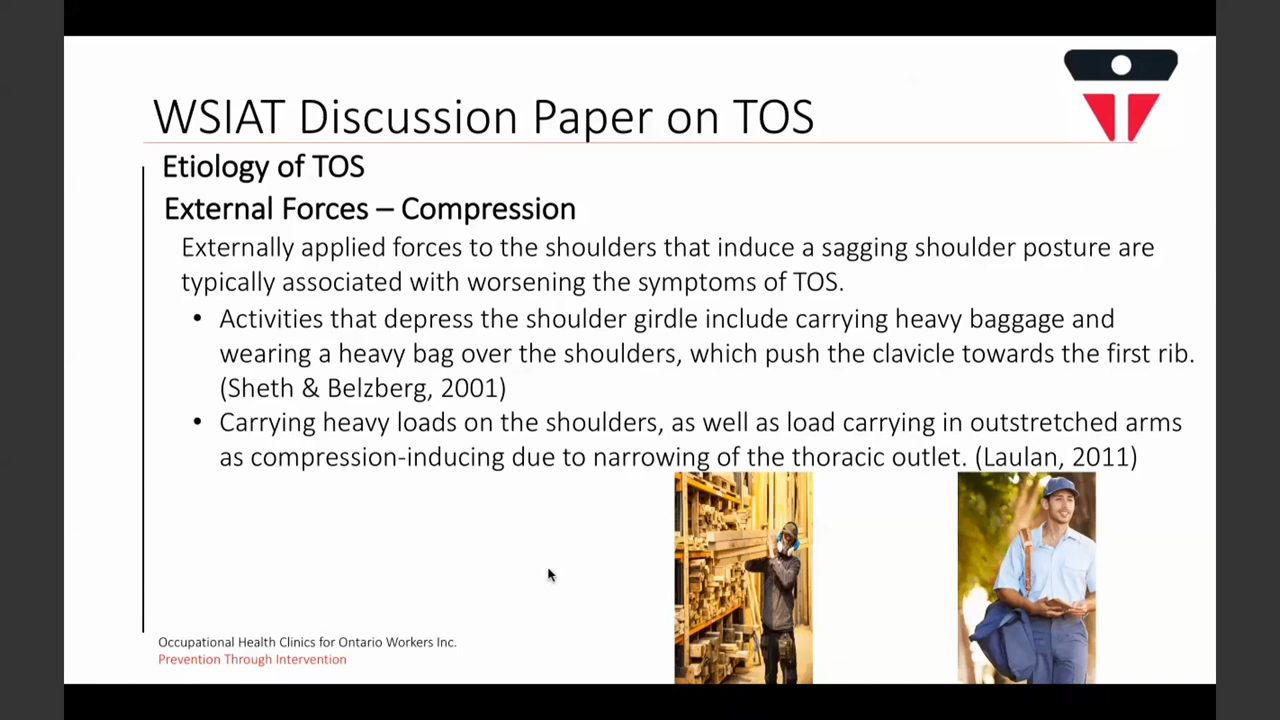 WSIAT Discussion Paper on TOS
Etiology of TOS
External Forces – Compression
Externally applied forces to the shoulders that induce a sagging shoulder posture are
typically associated with worsening the symptoms of TOS.
• Activities that depress the shoulder girdle include carrying heavy baggage and
wearing a heavy bag over the shoulders, which push the clavicle towards the first rib.
(Sheth & Belzberg, 2001)
• Carrying heavy loads on the shoulders, as well as load carrying in outstretched arms
as compression-inducing due to narrowing of the thoracic outlet. (Laulan, 2011)
Occupational Health Clinics for Ontario Workers Inc.
Prevention Through Intervention